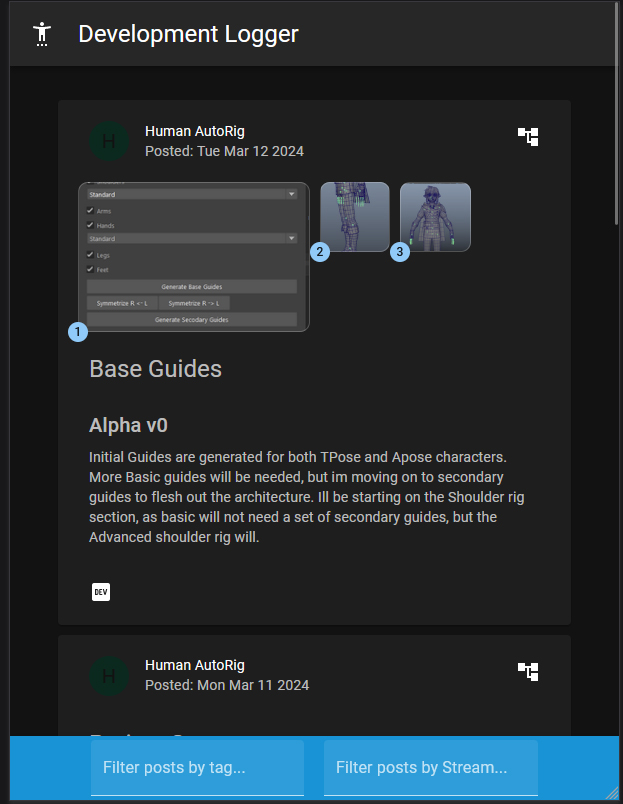 Development Logger
H
Human AutoRig
Posted: Tue Mar 12 2024
Standard
Arms
Hands
Standard
Legs
Feet
Generate Base Guides
Symmetrize R <- L
Symmetrize R -> L
Generate Secodary Guides
1
2
3
Base Guides
Alpha v0
Initial Guides are generated for both TPose and Apose characters.
More Basic guides will be needed, but im moving on to secondary
guides to flesh out the architecture. Ill be starting on the Shoulder rig
section, as basic will not need a set of secondary guides, but the
Advanced shoulder rig will.
DEV
H
Human AutoRig
Posted: Mon Mar 11 2024
Filter posts by tag...
Filter posts by Stream...